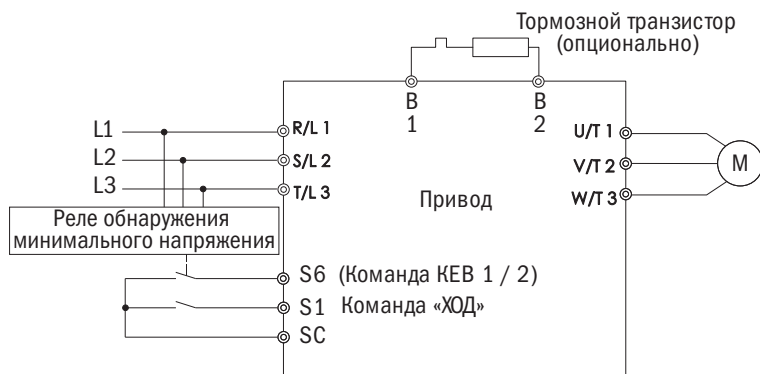 Тормозной транзистор
(опционально)
B
1
B
2
L1
R/L 1
U/T 1
L2
S/L 2
V/T 2
M
L3
T/L 3
W/T 3
Привод
Реле обнаружения
минимального напряжения
S6 (Команда КЕВ 1 / 2)
S1 Команда «ХОД»
SC